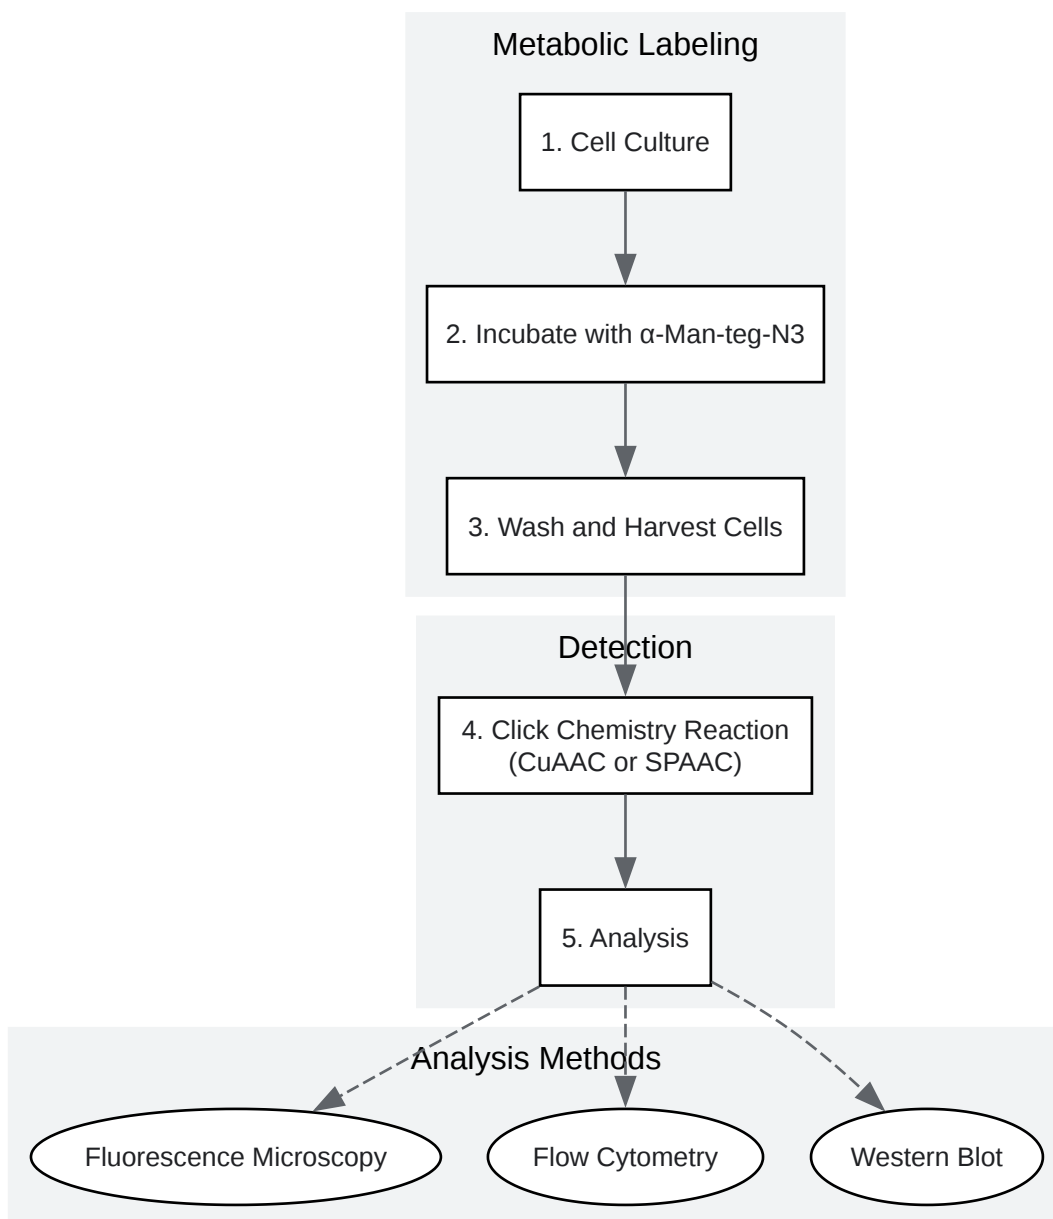 Metabolic Labeling
1. Cell Culture
2. Incubate with α-Man-teg-N3
3. Wash and Harvest Cells
Detection
4. Click Chemistry Reaction
(CuAAC or SPAAC)
5. Analysis
Analysis Methods
Fluorescence Microscopy
Flow Cytometry
Western Blot